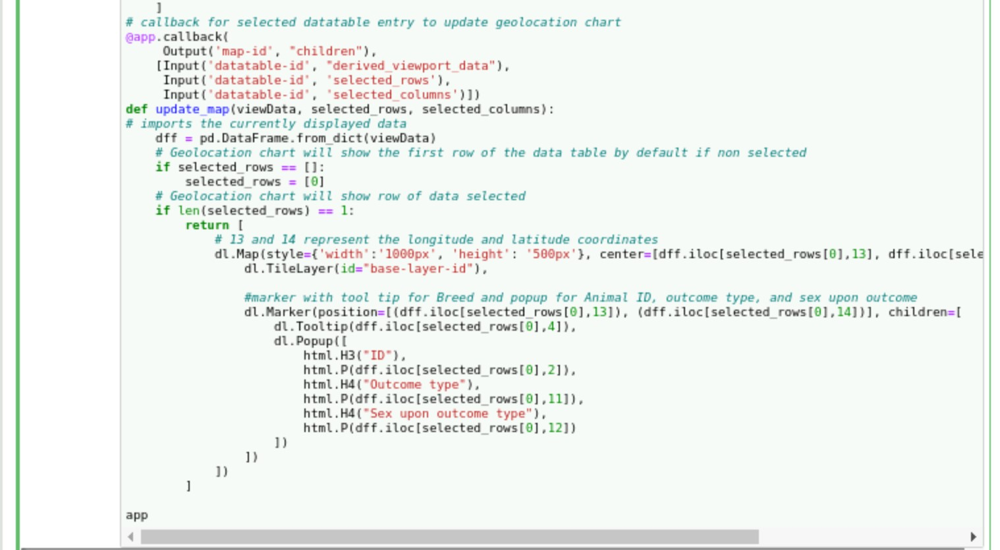 ]
# callback for selected datatable entry to update geolocation chart
@app.callback(
     Output('map-id', "children"),
    [Input('datatable-id', "derived_viewport_data"),
     Input('datatable-id', 'selected_rows'),
     Input('datatable-id', 'selected_columns')])
def update_map(viewData, selected_rows, selected_columns):
# imports the currently displayed data
    dff = pd.DataFrame.from_dict(viewData)
    # Geolocation chart will show the first row of the data table by default if non selected
    if selected_rows == []:
        selected_rows = [0]
    # Geolocation chart will show row of data selected
    if len(selected_rows) == 1:
        return [
            # 13 and 14 represent the longitude and latitude coordinates
            dl.Map(style={'width':'1000px', 'height': '500px'}, center=[dff.iloc[selected_rows[0],13], dff.iloc[sele
                dl.TileLayer(id="base-layer-id"),
                #marker with tool tip for Breed and popup for Animal ID, outcome type, and sex upon outcome
                dl.Marker(position=[(dff.iloc[selected_rows[0],13]), (dff.iloc[selected_rows[0],14])], children=[
                    dl.Tooltip(dff.iloc[selected_rows[0],4]),
                    dl.Popup([
                        html.H3("ID"),
                        html.P(dff.iloc[selected_rows[0],2]),
                        html.H4("Outcome type"),
                        html.P(dff.iloc[selected_rows[0],11]),
                        html.H4("Sex upon outcome type"),
                        html.P(dff.iloc[selected_rows[0],12])
                    ])
                ])
            ])
        ]
app